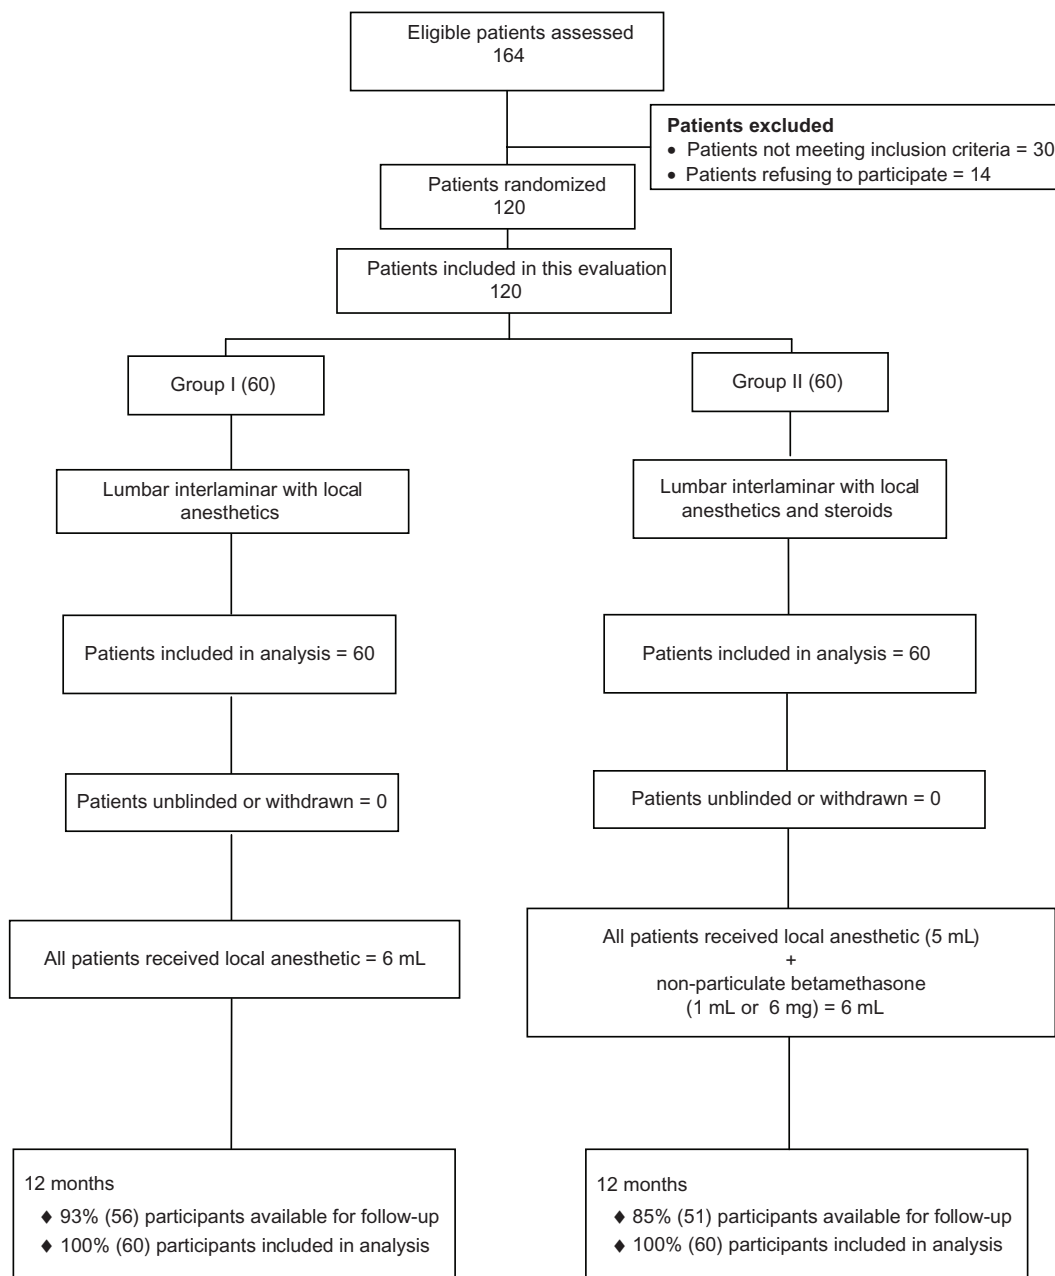 Eligible patients assessed
164
Patients excluded
• Patients not meeting inclusion criteria = 30
• Patients refusing to participate = 14
Patients randomized
120
Patients included in this evaluation
120
Group I (60)
Group II (60)
Lumbar interlaminar with local
anesthetics
Lumbar interlaminar with local
anesthetics and steroids
Patients included in analysis = 60
Patients included in analysis = 60
Patients unblinded or withdrawn = 0
Patients unblinded or withdrawn = 0
All patients received local anesthetic = 6 mL
All patients received local anesthetic (5 mL)
+
non-particulate betamethasone
(1 mL or 6 mg) = 6 mL
12 months
♦ 93% (56) participants available for follow-up
♦ 100% (60) participants included in analysis
12 months
♦ 85% (51) participants available for follow-up
♦ 100% (60) participants included in analysis